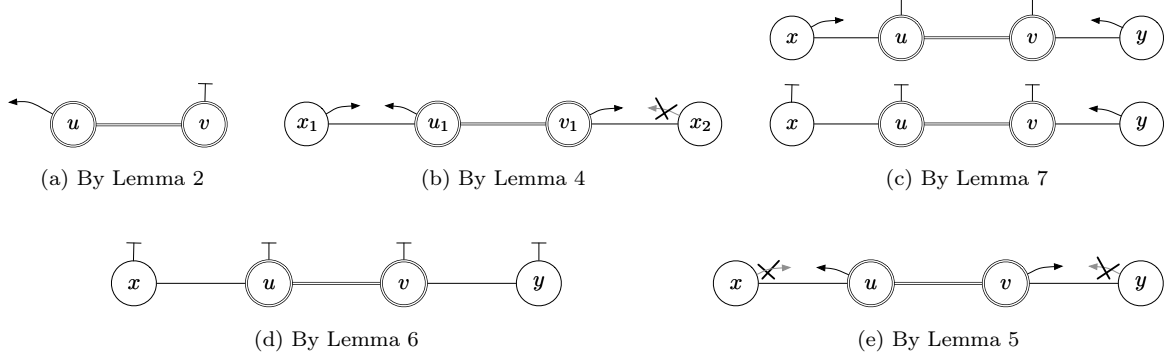 x u v y
u v
x₁ u₁ v₁ x₂
x u v y
(a) By Lemma 2
(b) By Lemma 4
(c) By Lemma 7
x u v y
x u v y
(d) By Lemma 6
(e) By Lemma 5